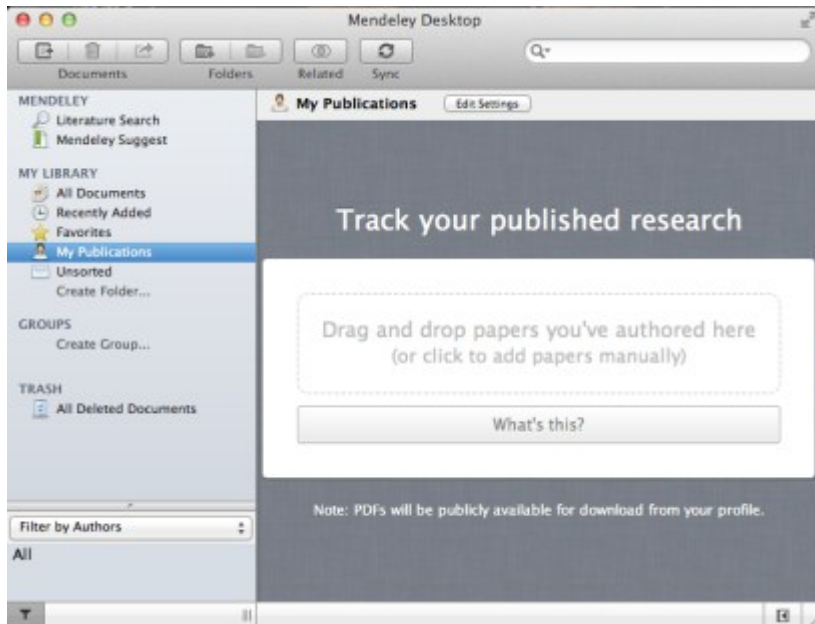 Mendeley Desktop
Documents
Folders
Related
Sync
MENDELEY
Literature Search
Mendeley Suggest
MY LIBRARY
All Documents
Recently Added
Favorites
My Publications
Unsorted
Create Folder...
GROUPS
Create Group...
TRASH
All Deleted Documents
Filter by Authors
All
My Publications
Edit Settings
Track your published research
Drag and drop papers you've authored here
(or click to add papers manually)
What's this?
Note: PDFs will be publicly available for download from your profile.